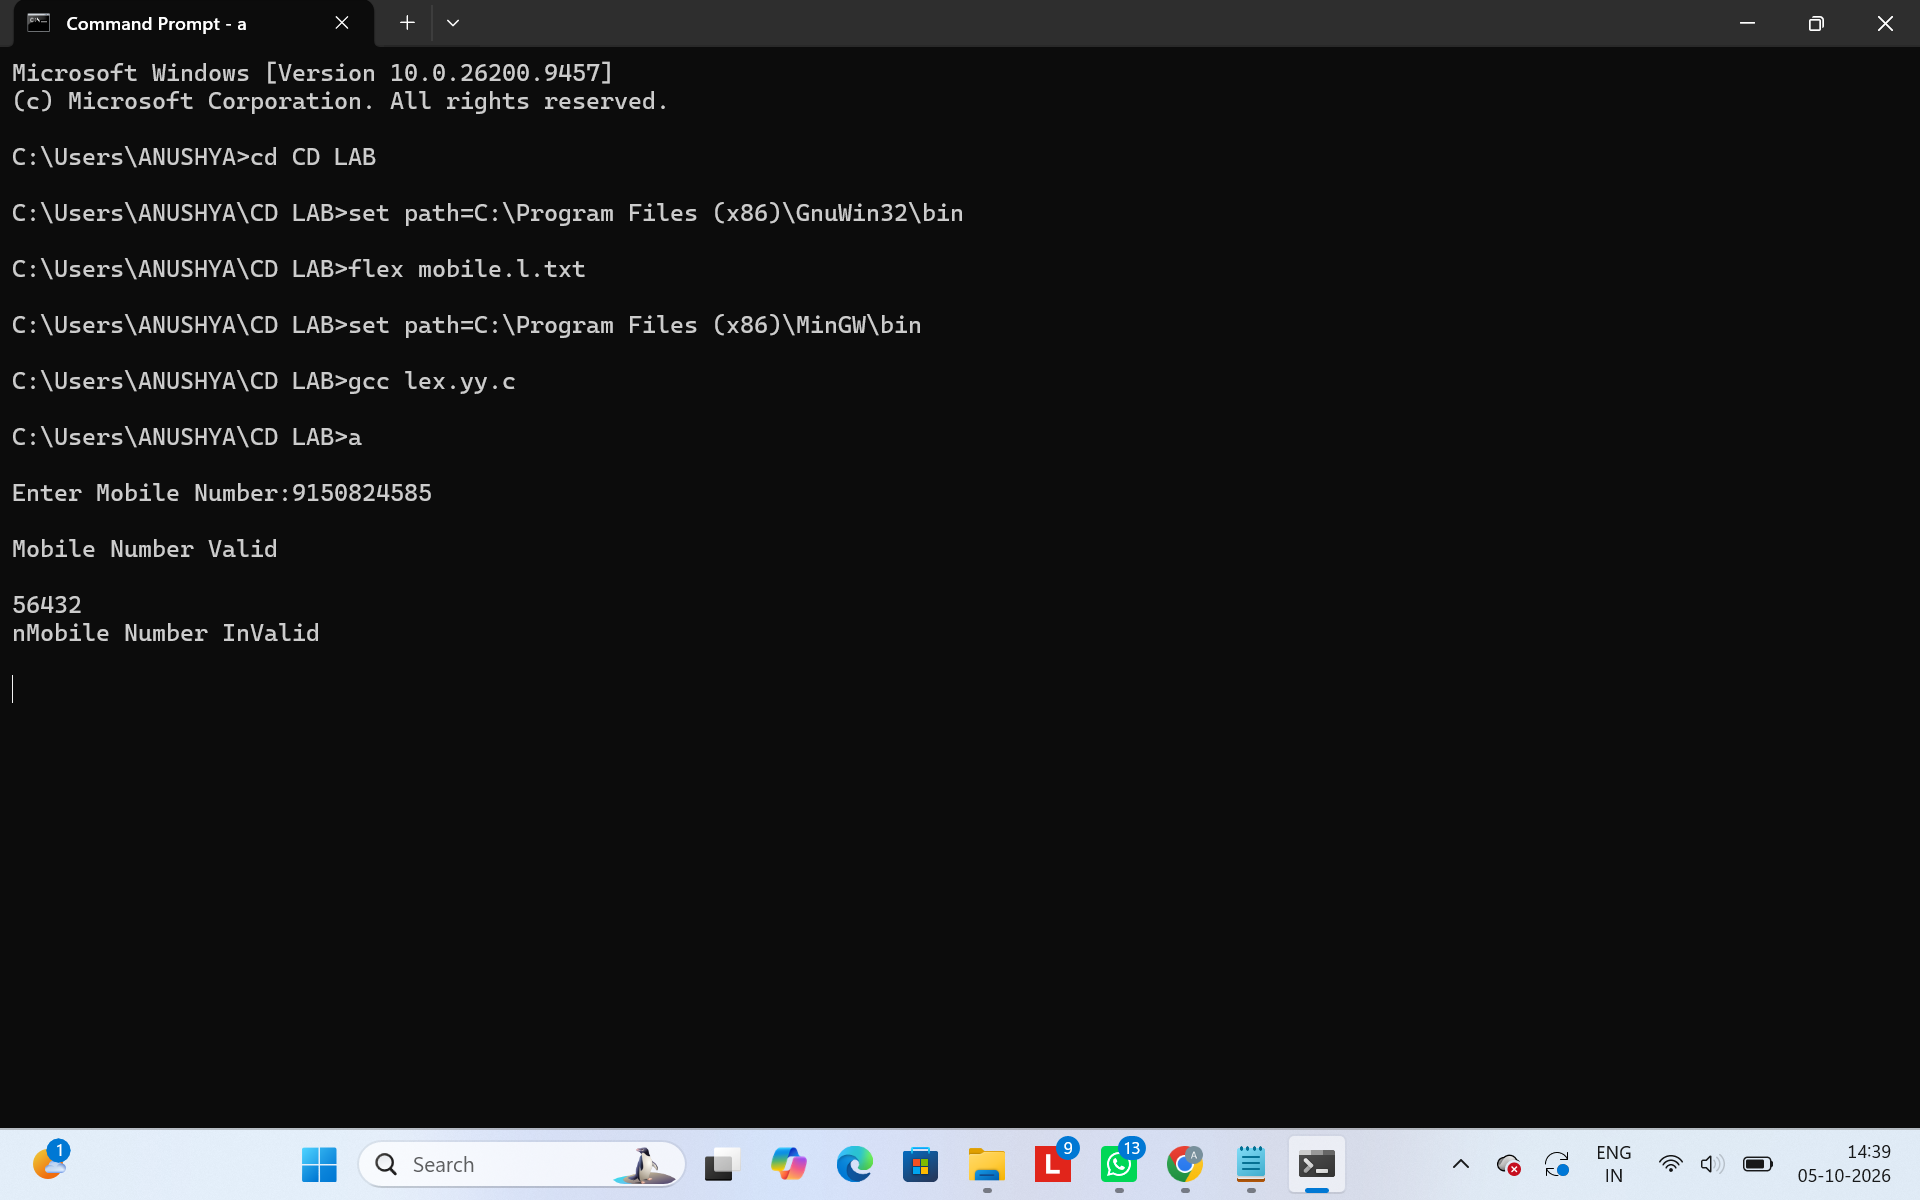 Command Prompt - a
Microsoft Windows [Version 10.0.26200.9457]
(c) Microsoft Corporation. All rights reserved.
C:\Users\ANUSHYA>cd CD LAB
C:\Users\ANUSHYA\CD LAB>set path=C:\Program Files (x86)\GnuWin32\bin
C:\Users\ANUSHYA\CD LAB>flex mobile.l.txt
C:\Users\ANUSHYA\CD LAB>set path=C:\Program Files (x86)\MinGW\bin
C:\Users\ANUSHYA\CD LAB>gcc lex.yy.c
C:\Users\ANUSHYA\CD LAB>a
Enter Mobile Number:9150824585
Mobile Number Valid
56432
nMobile Number InValid
1
Search
L
9
13
A
ENG
IN
14:39
05-10-2026